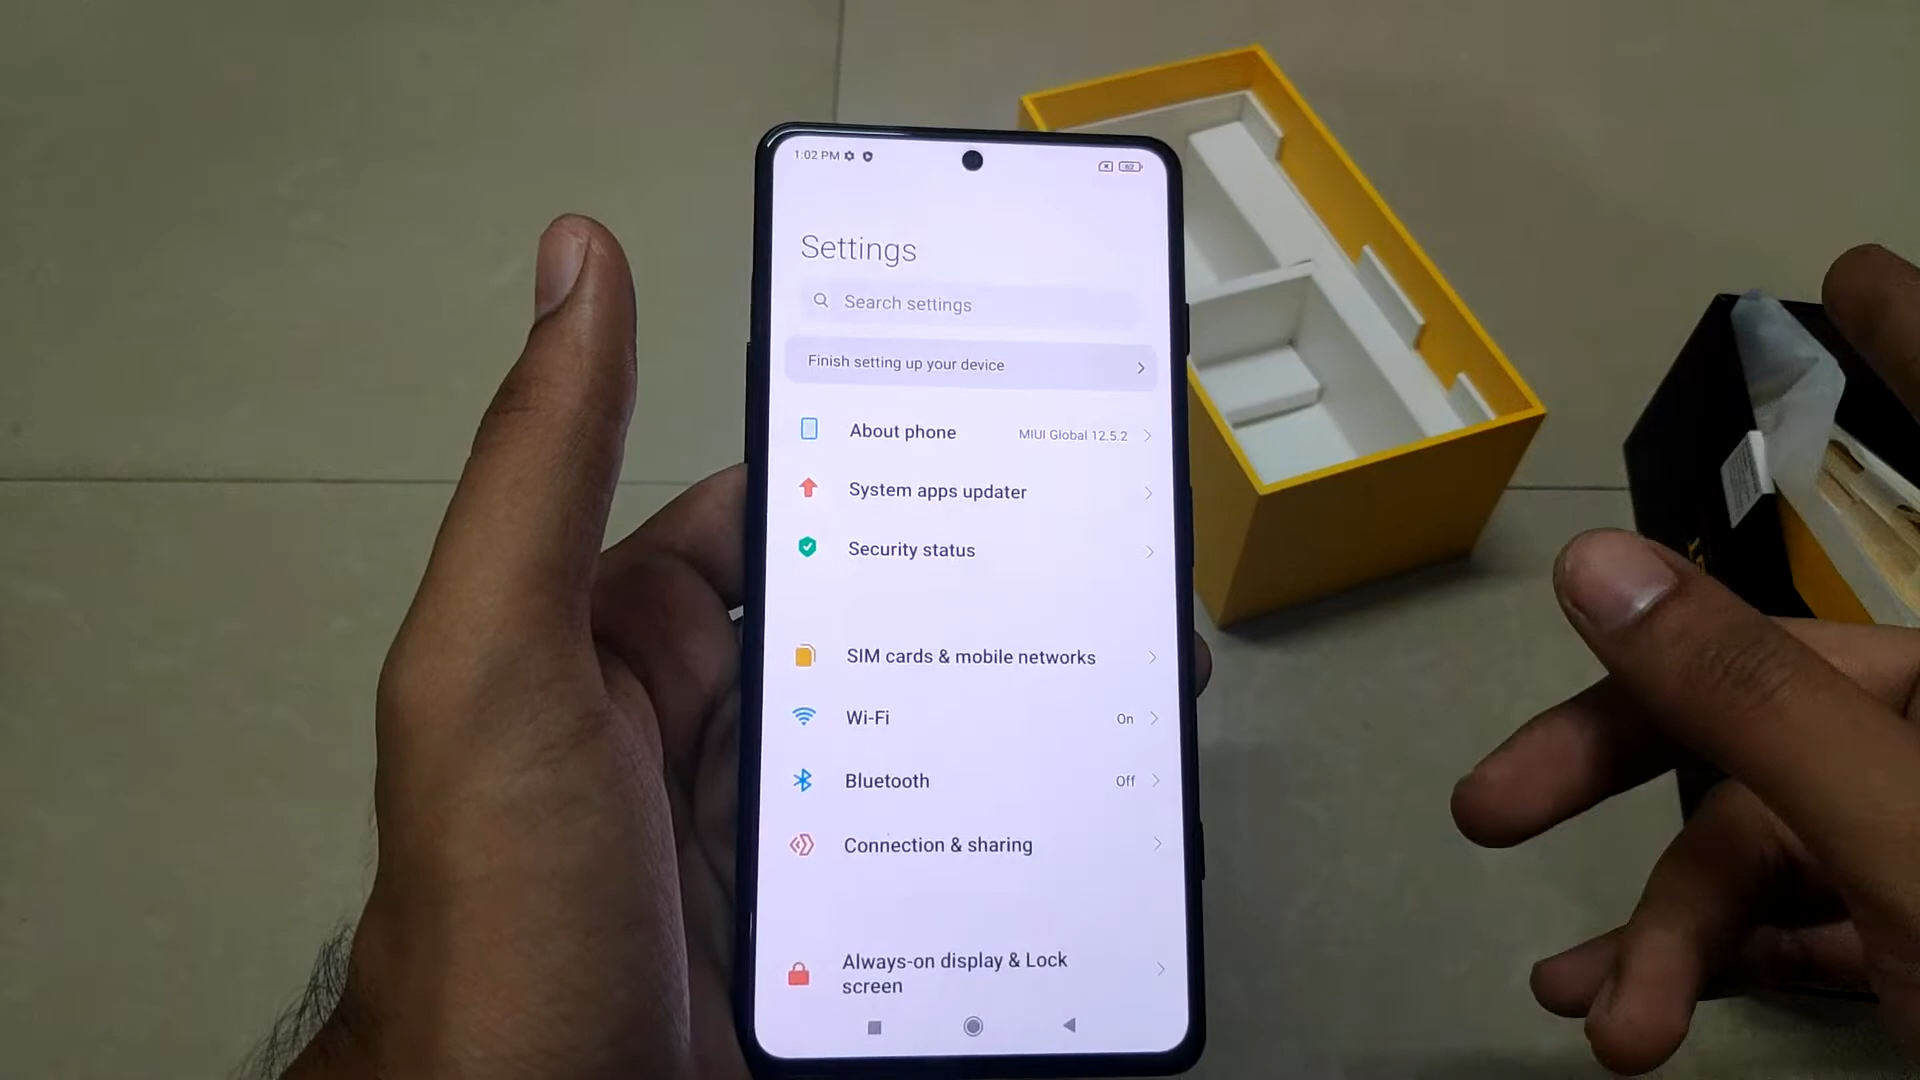 1:02 PM
62
Settings
Search settings
Finish setting up your device
About phone MIUI Global 12.5.2
System apps updater
Security status
SIM cards & mobile networks
Wi-Fi On
Bluetooth Off
Connection & sharing
Always-on display & Lock
screen